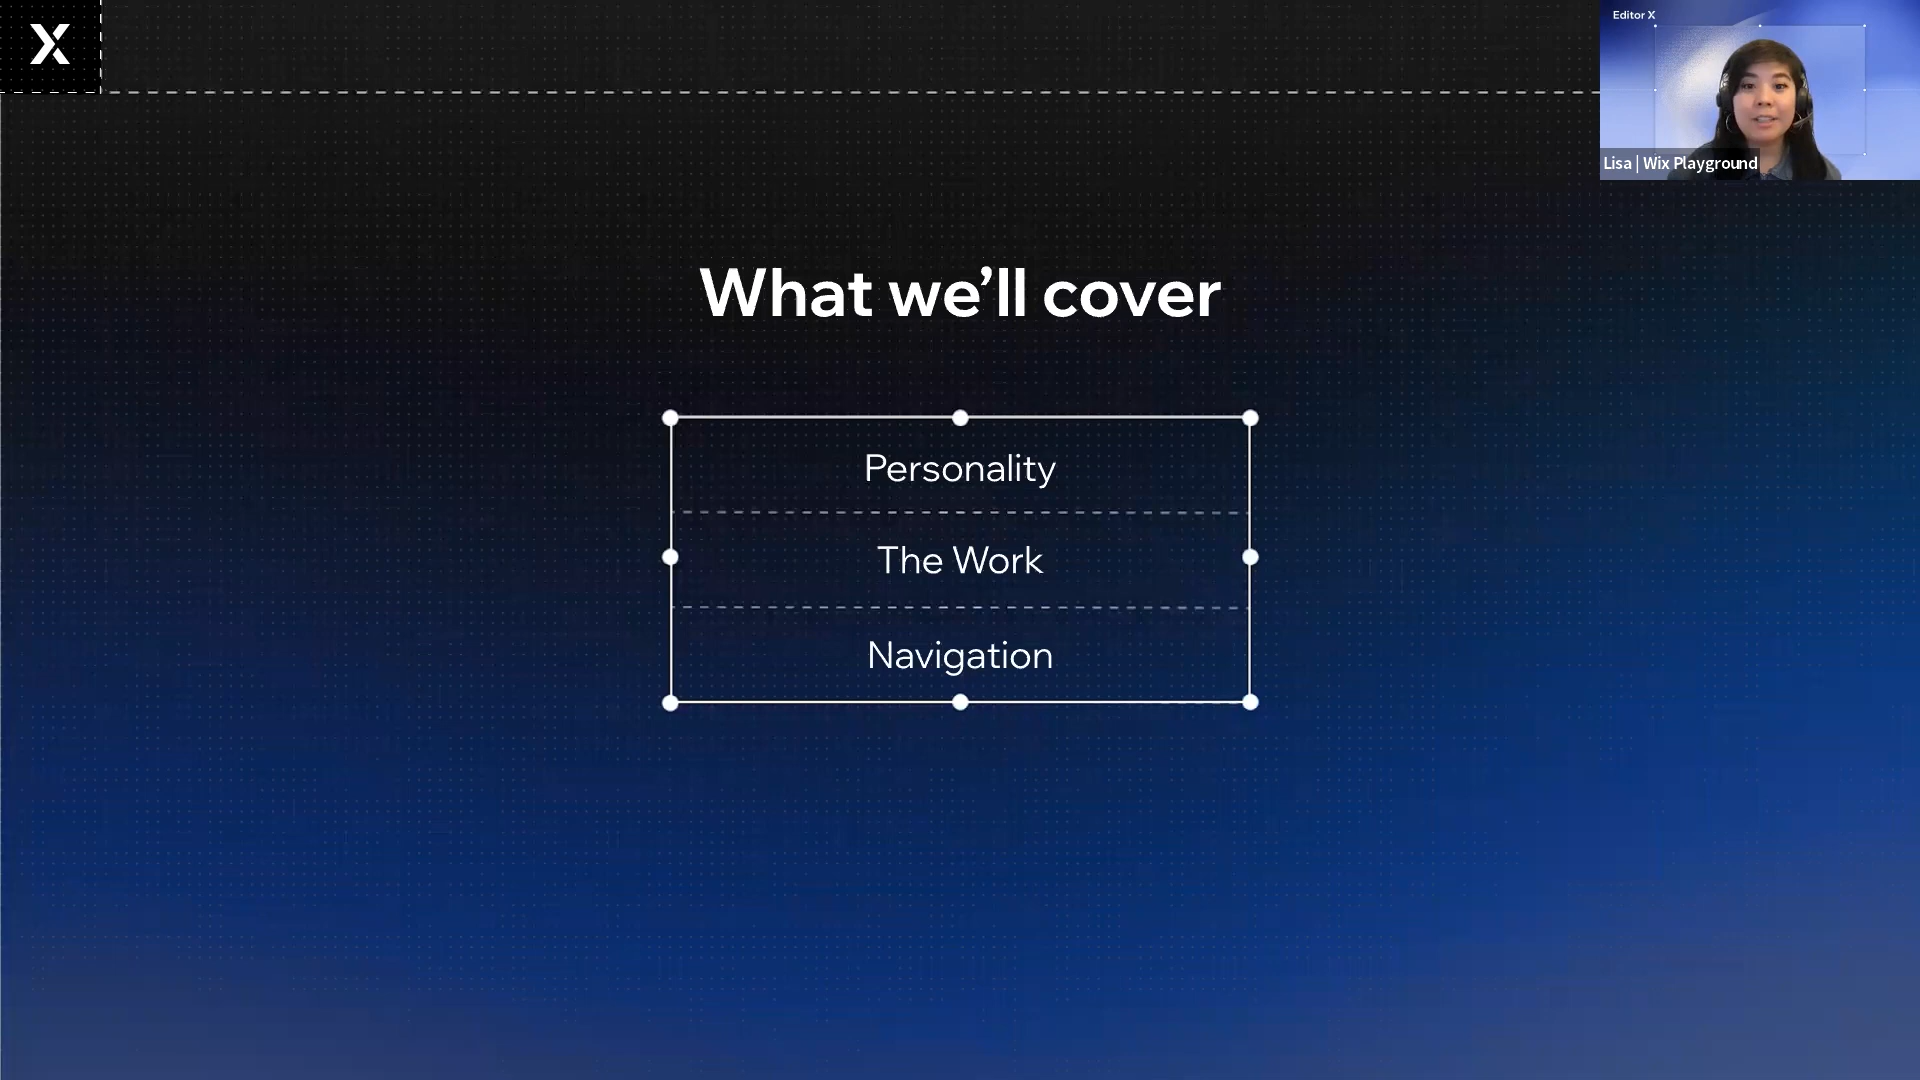 X
Editor X
Lisa | Wix Playground
What we’ll cover
Personality
The Work
Navigation